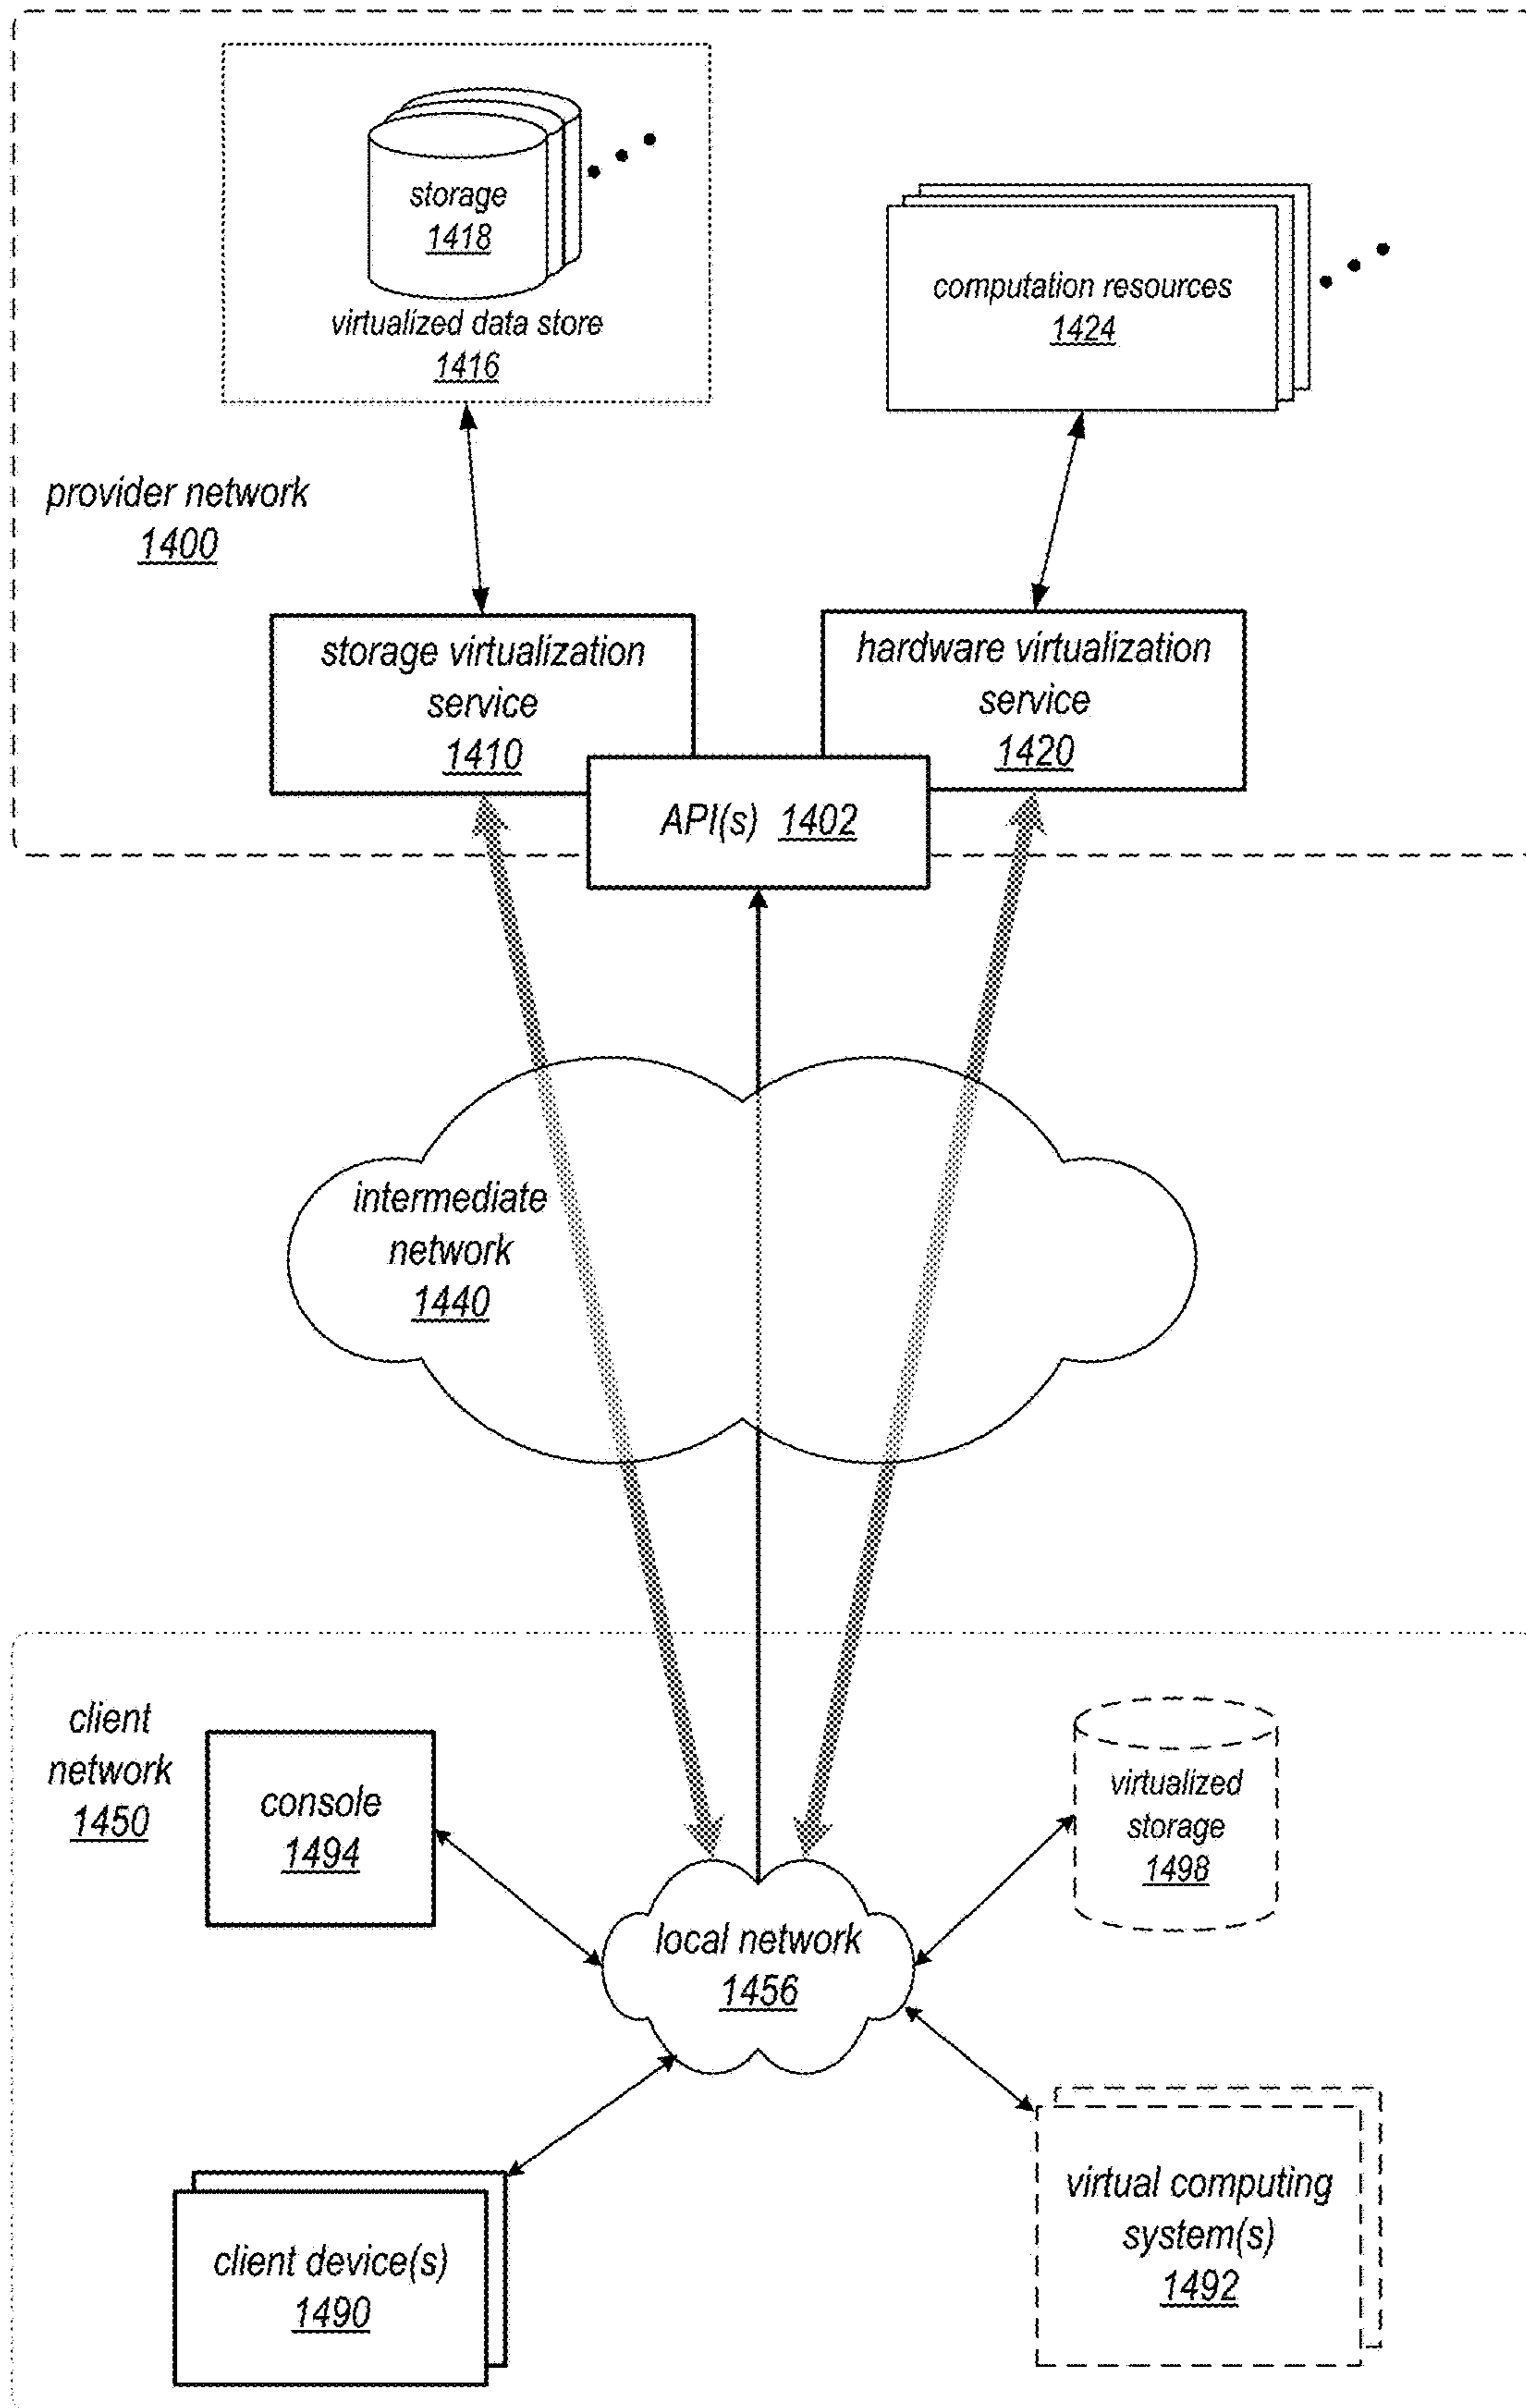 storage
1418
virtualized data store
1416
computation resources
1424
provider network
1400
storage virtualization
service
1410
hardware virtualization
service
1420
API(s) 1402
intermediate
network
1440
client
network
1450
console
1494
virtualized
storage
1498
local network
1456
client device(s)
1490
virtual computing
system(s)
1492